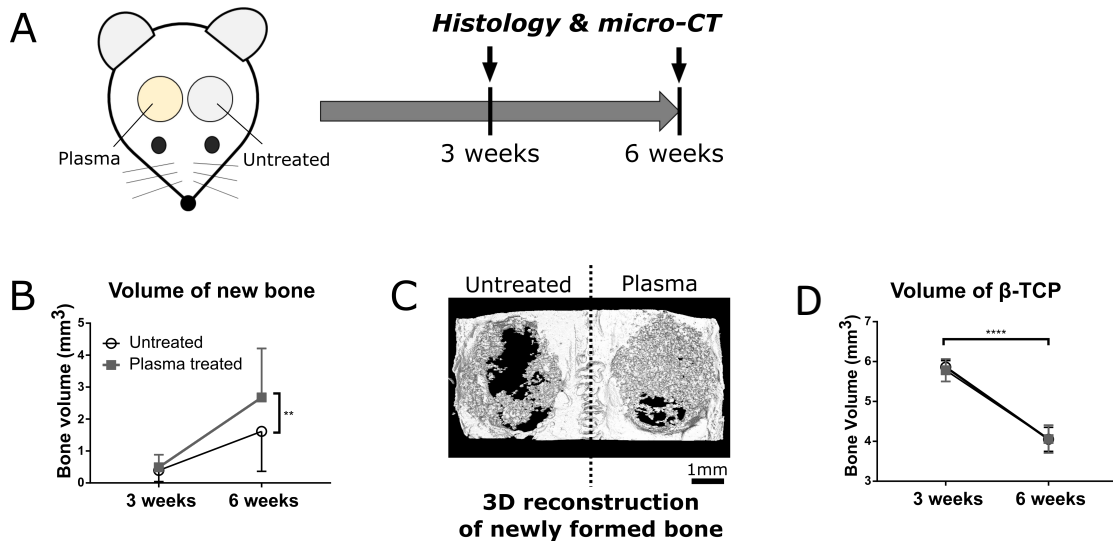 A
Histology & micro-CT
Plasma
Untreated
3 weeks
6 weeks
B
Volume of new bone
Bone volume (mm³)
5
4
3
2
1
0
Untreated
Plasma treated
**
3 weeks
6 weeks
C
Untreated
Plasma
1mm
3D reconstruction
of newly formed bone
D
Volume of β-TCP
Bone Volume (mm³)
7
6
5
4
3
****
3 weeks
6 weeks